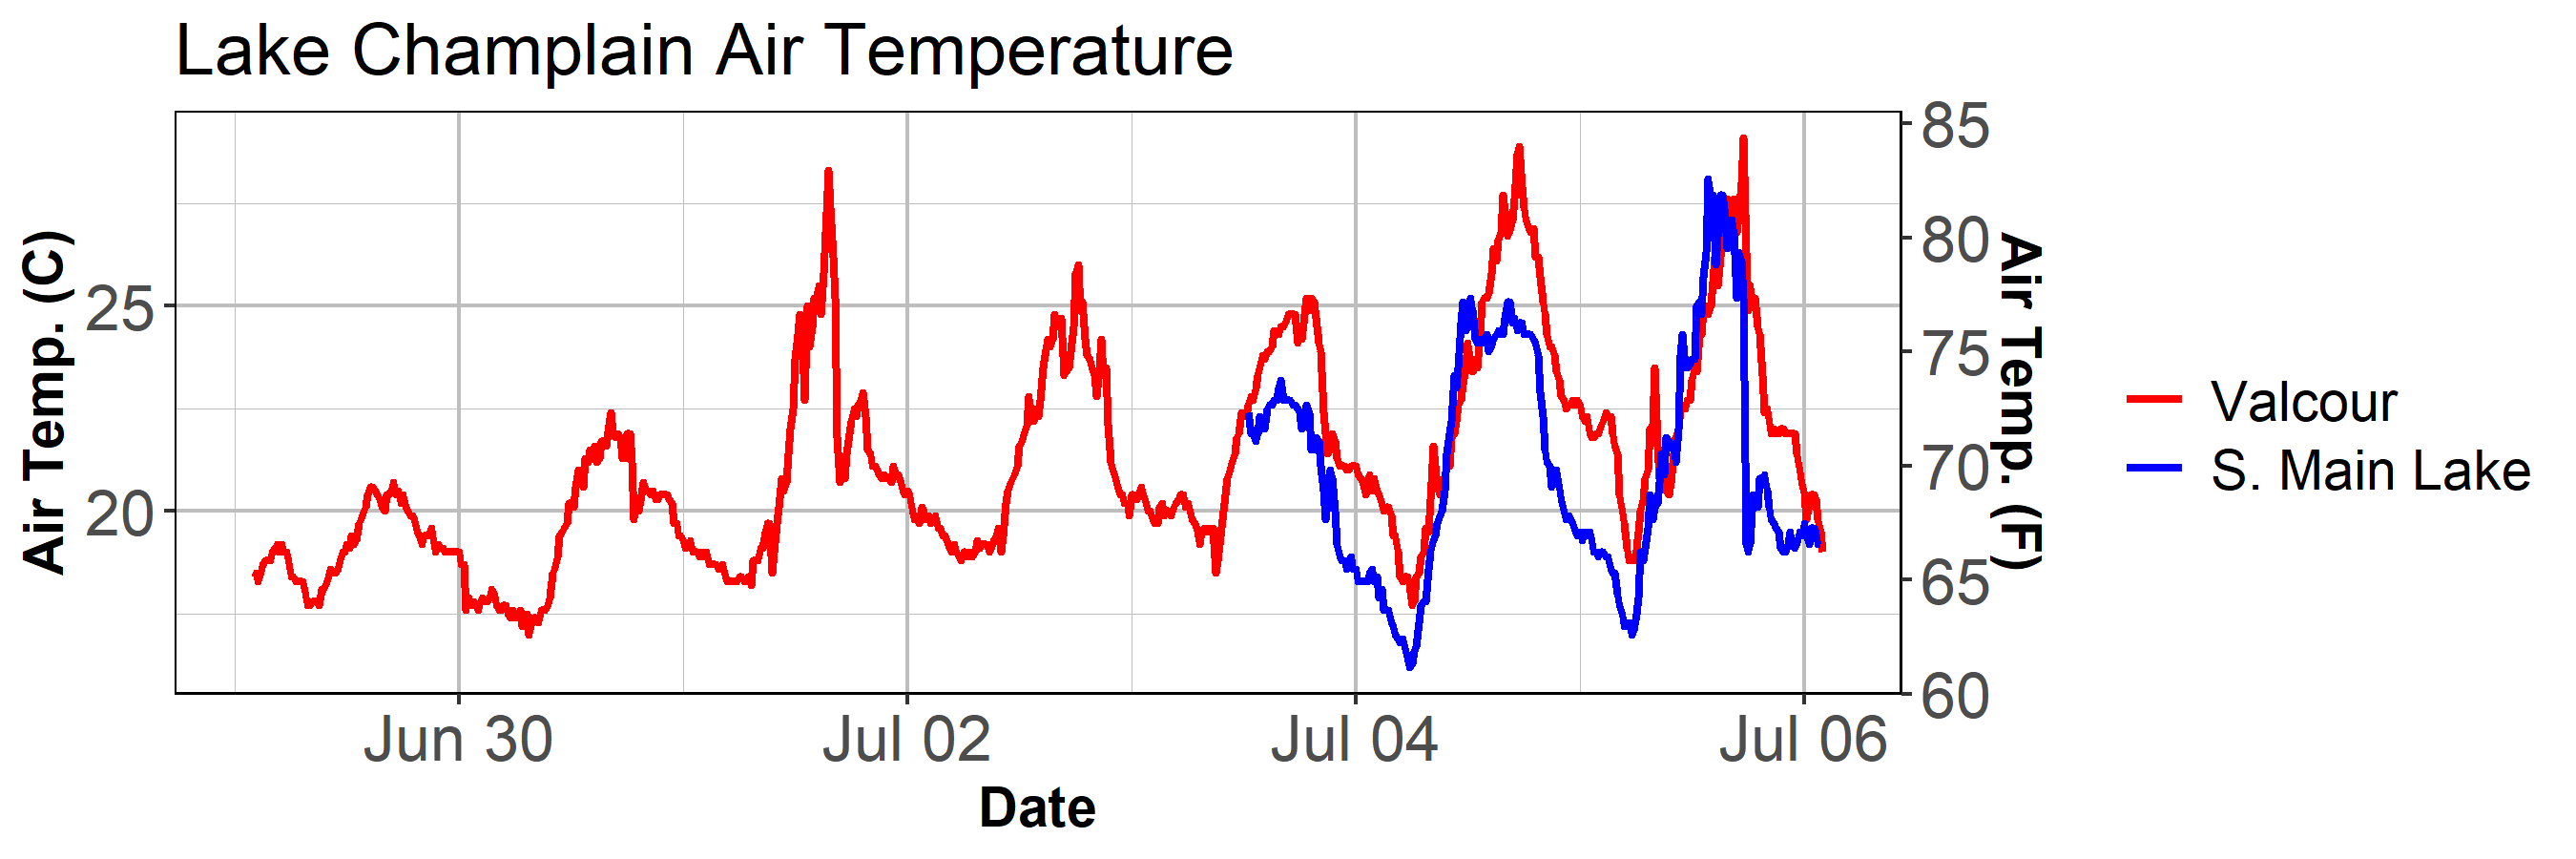 Lake Champlain Air Temperature
Air Temp. (C)
25
20
85
80
75
70
65
60
Air Temp. (F)
Jun 30
Jul 02
Jul 04
Jul 06
Date
Valcour
S. Main Lake